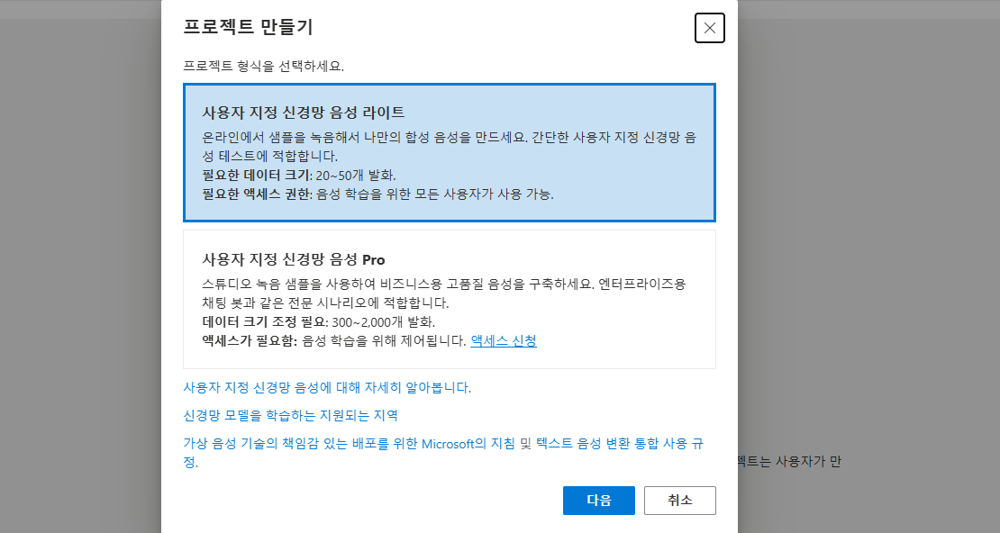 프로젝트 만들기
프로젝트 형식을 선택하세요.
사용자 지정 신경망 음성 라이트
온라인에서 샘플을 녹음해서 나만의 합성 음성을 만드세요. 간단한 사용자 지정 신경망 음
성 테스트에 적합합니다.
필요한 데이터 크기: 20~50개 발화.
필요한 액세스 권한: 음성 학습을 위한 모든 사용자가 사용 가능.
사용자 지정 신경망 음성 Pro
스튜디오 녹음 샘플을 사용하여 비즈니스용 고품질 음성을 구축하세요. 엔터프라이즈용
채팅 봇과 같은 전문 시나리오에 적합합니다.
데이터 크기 조정 필요: 300~2,000개 발화.
액세스가 필요함: 음성 학습을 위해 제어됩니다. 액세스 신청
사용자 지정 신경망 음성에 대해 자세히 알아봅니다.
신경망 모델을 학습하는 지원되는 지역
가상 음성 기술의 책임감 있는 배포를 위한 Microsoft의 지침 및 텍스트 음성 변환 통합 사용 규
정.
젝트는 사용자가 만
다음
취소